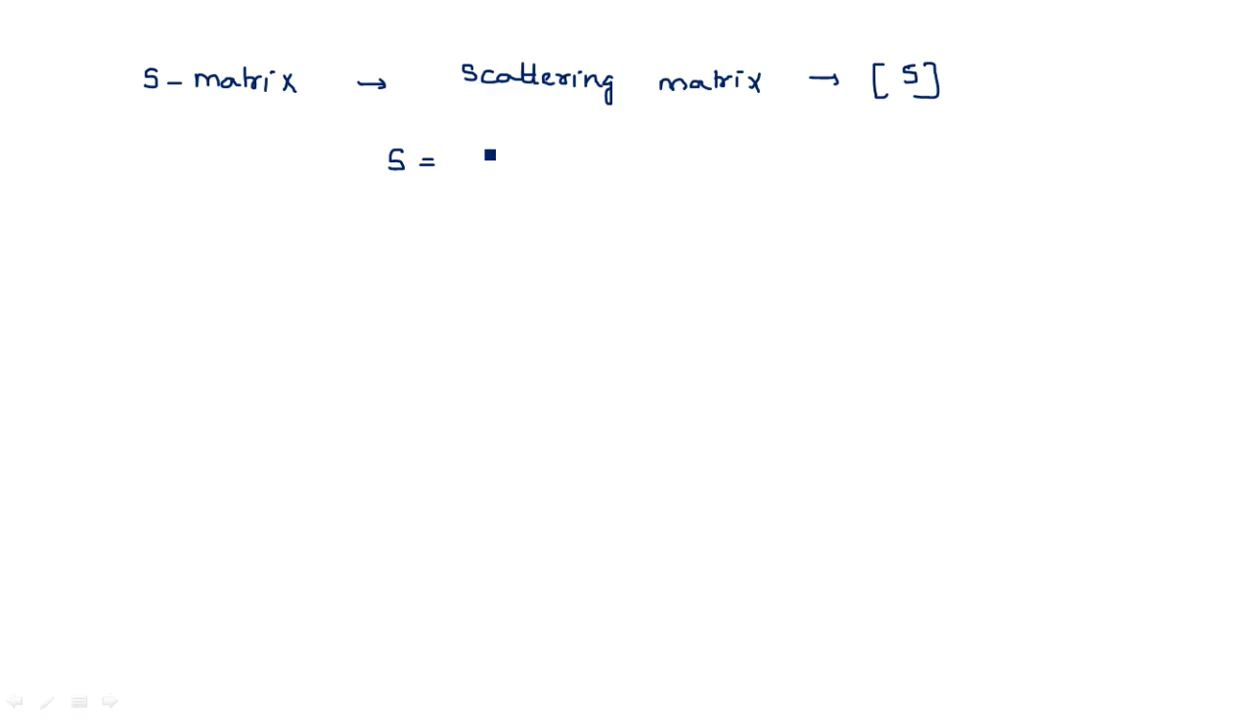 S - matrix → scattering matrix → [S]
S =